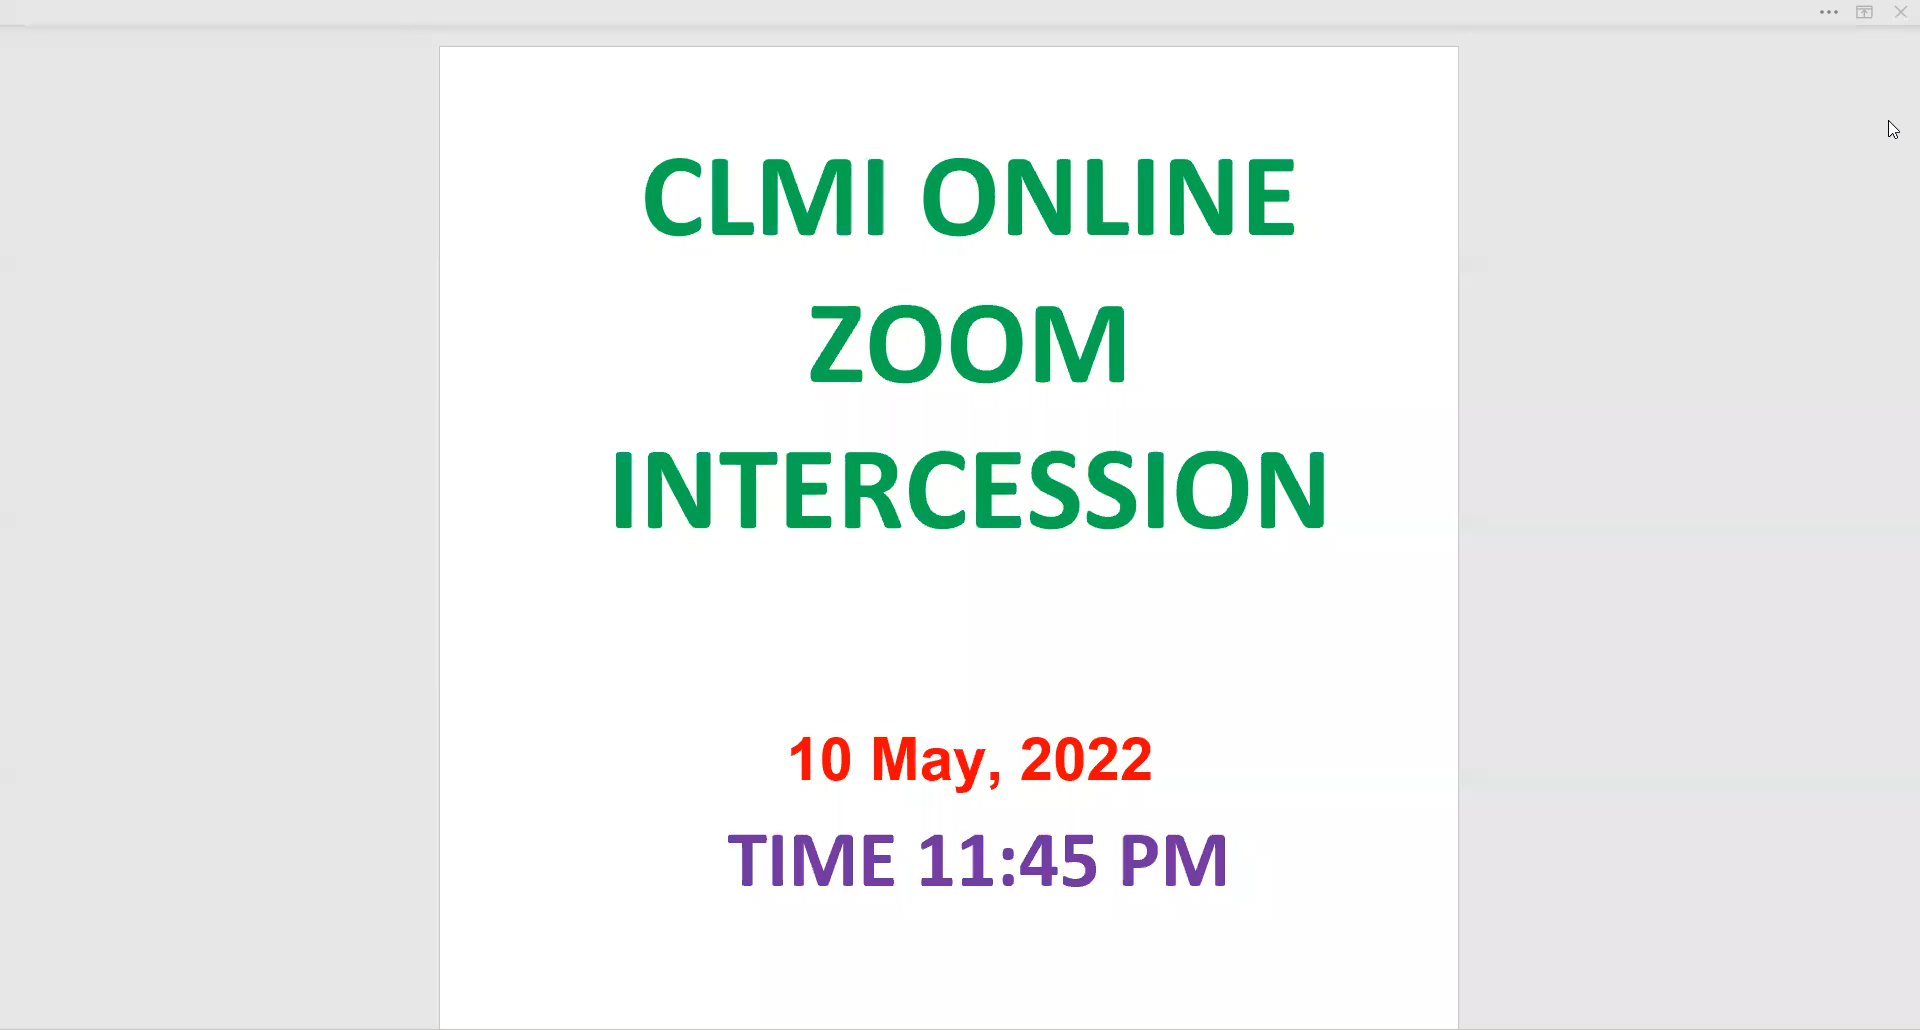 CLMI ONLINE
ZOOM
INTERCESSION
10 May, 2022
TIME 11:45 PM